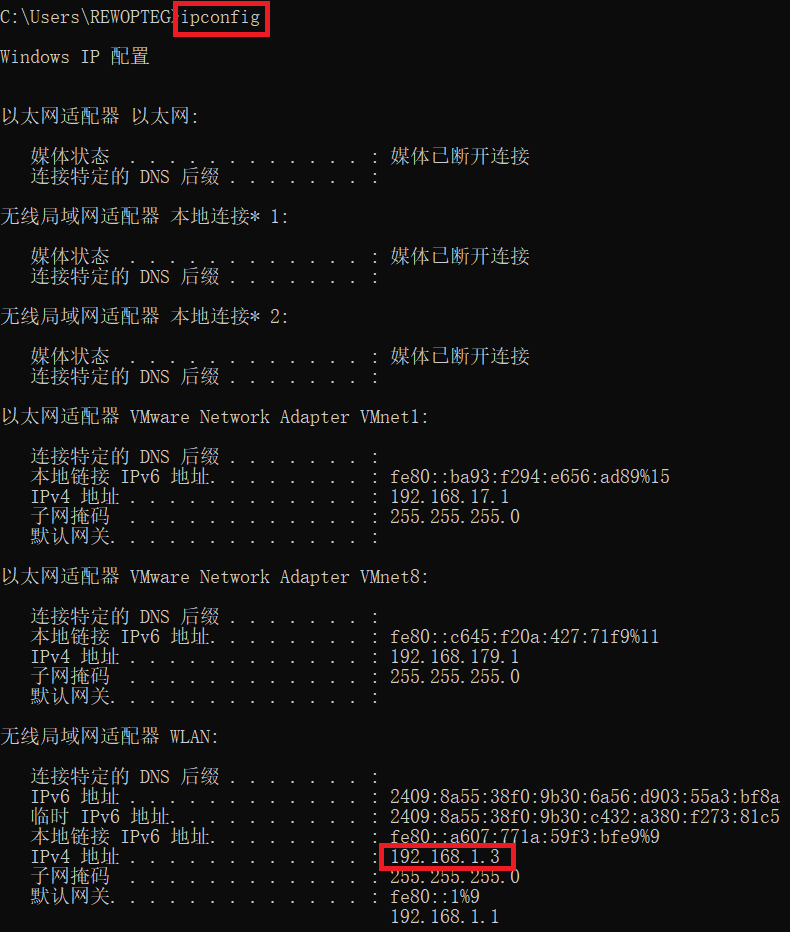 C:\Users\REWOPTEG>ipconfig
Windows IP 配置
以太网适配器 以太网:
媒体状态 . . . . . . . . . . . . : 媒体已断开连接
连接特定的 DNS 后缀 . . . . . . . :
无线局域网适配器 本地连接* 1:
媒体状态 . . . . . . . . . . . . : 媒体已断开连接
连接特定的 DNS 后缀 . . . . . . . :
无线局域网适配器 本地连接* 2:
媒体状态 . . . . . . . . . . . . : 媒体已断开连接
连接特定的 DNS 后缀 . . . . . . . :
以太网适配器 VMware Network Adapter VMnet1:
连接特定的 DNS 后缀 . . . . . . . :
本地链接 IPv6 地址. . . . . . . . : fe80::ba93:f294:e656:ad89%15
IPv4 地址 . . . . . . . . . . . . : 192.168.17.1
子网掩码 . . . . . . . . . . . . : 255.255.255.0
默认网关. . . . . . . . . . . . . :
以太网适配器 VMware Network Adapter VMnet8:
连接特定的 DNS 后缀 . . . . . . . :
本地链接 IPv6 地址. . . . . . . . : fe80::c645:f20a:427:71f9%11
IPv4 地址 . . . . . . . . . . . . : 192.168.179.1
子网掩码 . . . . . . . . . . . . : 255.255.255.0
默认网关. . . . . . . . . . . . . :
无线局域网适配器 WLAN:
连接特定的 DNS 后缀 . . . . . . . :
IPv6 地址 . . . . . . . . . . . . : 2409:8a55:38f0:9b30:6a56:d903:55a3:bf8a
临时 IPv6 地址. . . . . . . . . . : 2409:8a55:38f0:9b30:c432:a380:f273:81c5
本地链接 IPv6 地址. . . . . . . . : fe80::a607:771a:59f3:bfe9%9
IPv4 地址 . . . . . . . . . . . . : 192.168.1.3
子网掩码 . . . . . . . . . . . . : 255.255.255.0
默认网关. . . . . . . . . . . . . : fe80::1%9
192.168.1.1